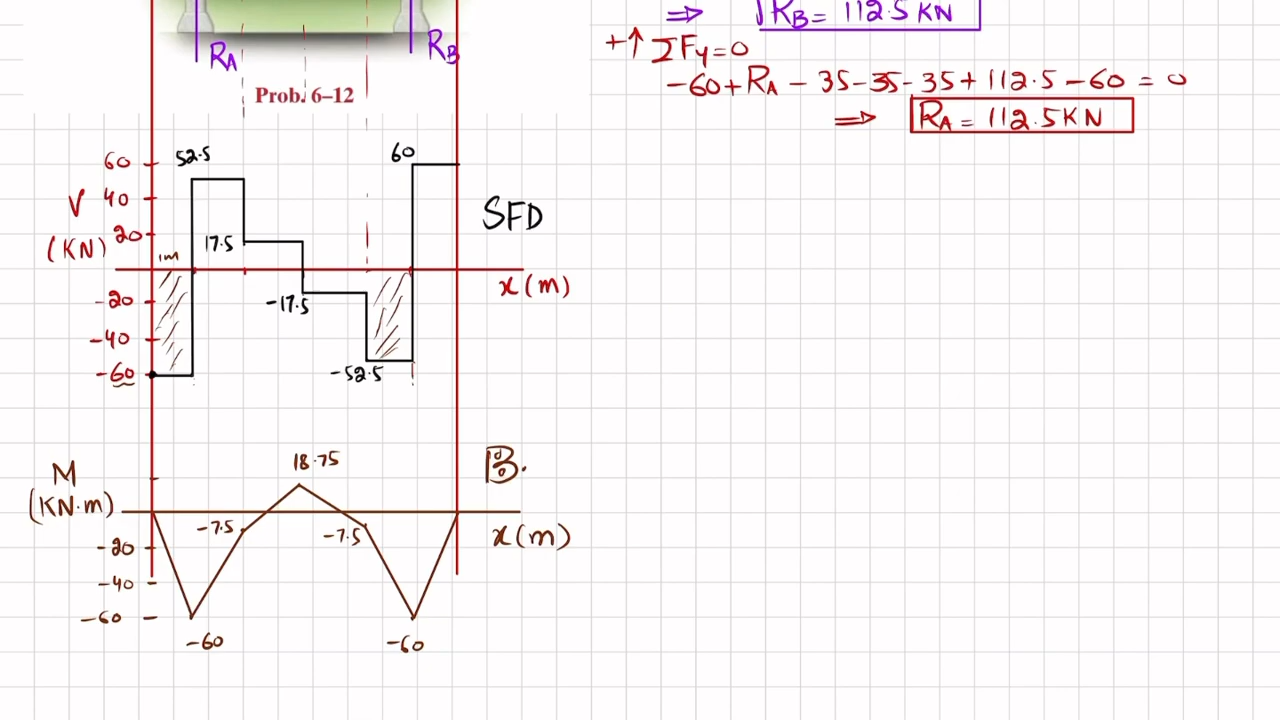 ⇒ RB = 112.5 KN
RA
RB
+↑ ΣFy = 0
-60 + RA - 35 - 35 - 35 + 112.5 - 60 = 0
⇒ RA = 112.5 KN
Prob. 6–12
V
(KN)
60
40
20
-20
-40
-60
52.5
1m
17.5
-17.5
-52.5
60
SFD
x(m)
M
(KN·m)
-20
-40
-60
18.75
-7.5
-7.5
-60
-60
B.
x(m)